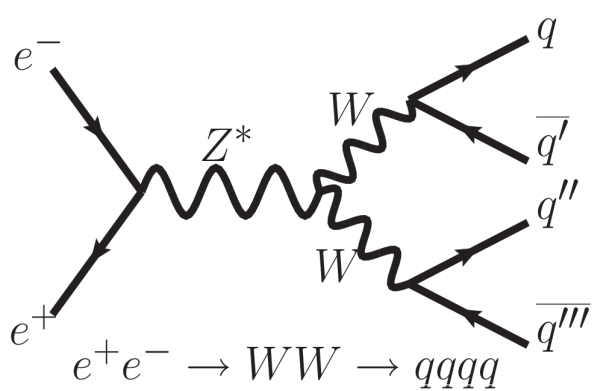 e⁻
q
W
q̅′
Z*
q″
W
e⁺
q̅‴
e⁺e⁻ → WW → qqqq